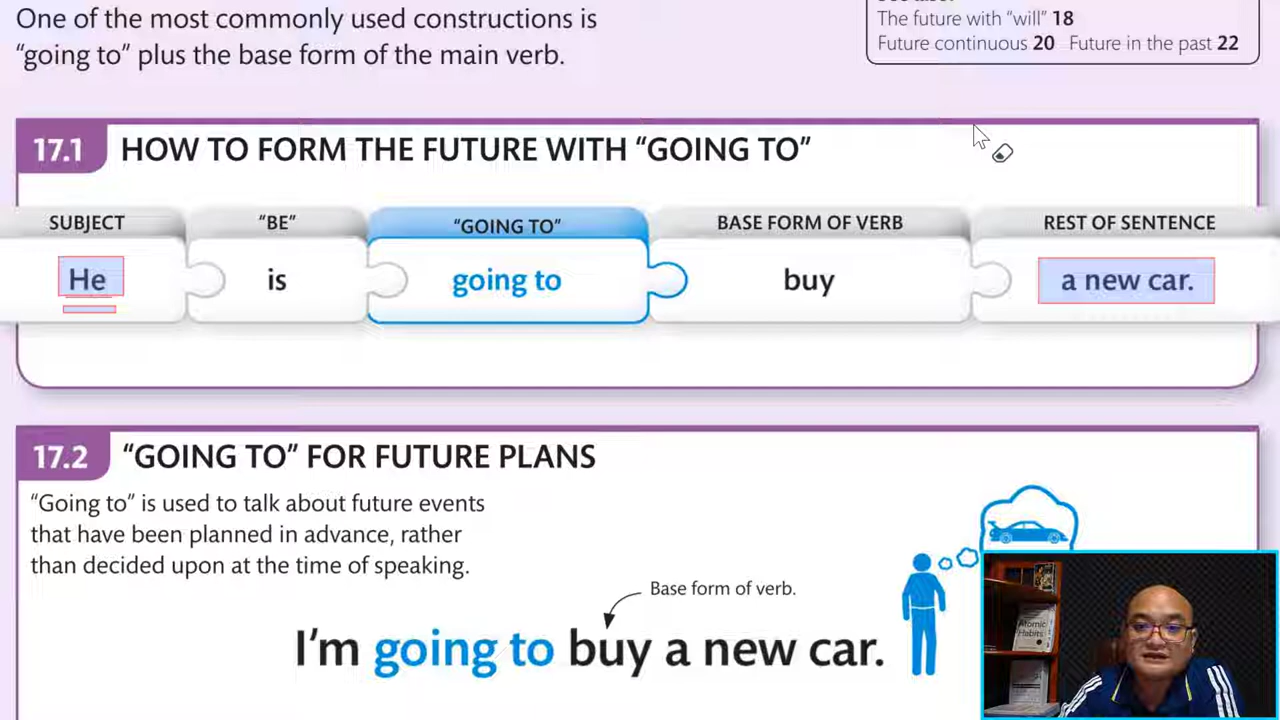 One of the most commonly used constructions is
“going to” plus the base form of the main verb.
The future with “will” 18
Future continuous 20 Future in the past 22
17.1 HOW TO FORM THE FUTURE WITH “GOING TO”
SUBJECT “BE” “GOING TO” BASE FORM OF VERB REST OF SENTENCE
He is going to buy a new car.
17.2 “GOING TO” FOR FUTURE PLANS
“Going to” is used to talk about future events
that have been planned in advance, rather
than decided upon at the time of speaking.
Base form of verb.
I’m going to buy a new car.
Atomic
Habits